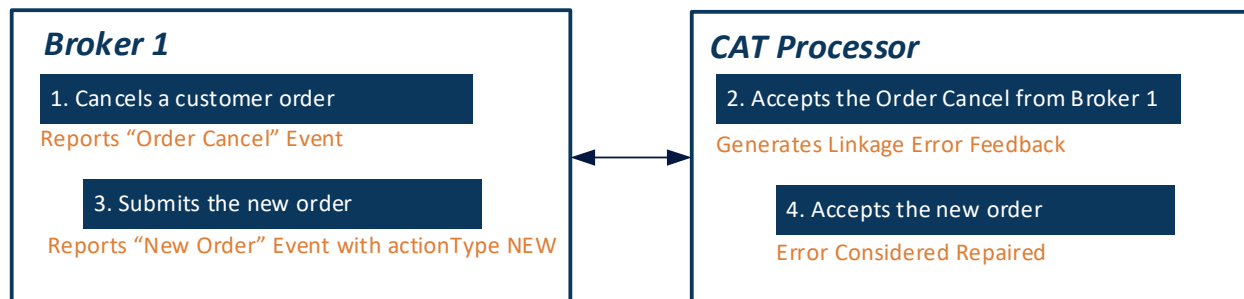 Broker 1
1. Cancels a customer order
Reports “Order Cancel” Event
3. Submits the new order
Reports “New Order” Event with actionType NEW
CAT Processor
2. Accepts the Order Cancel from Broker 1
Generates Linkage Error Feedback
4. Accepts the new order
Error Considered Repaired